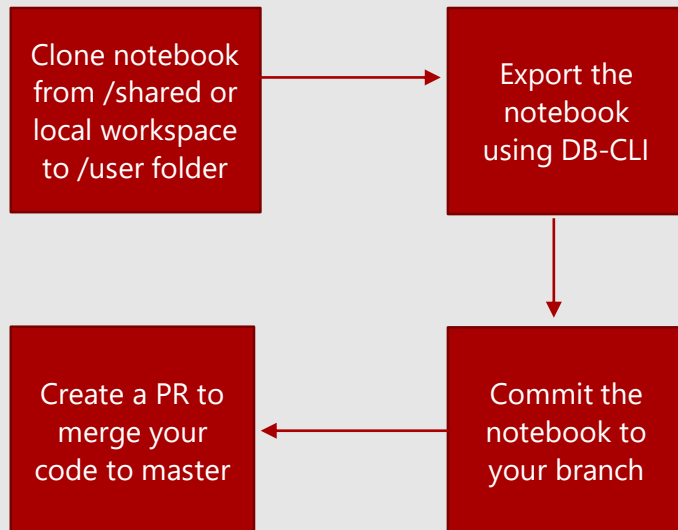 Clone notebook
from /shared or
local workspace
to /user folder
Export the
notebook
using DB-CLI
Commit the
notebook to
your branch
Create a PR to
merge your
code to master